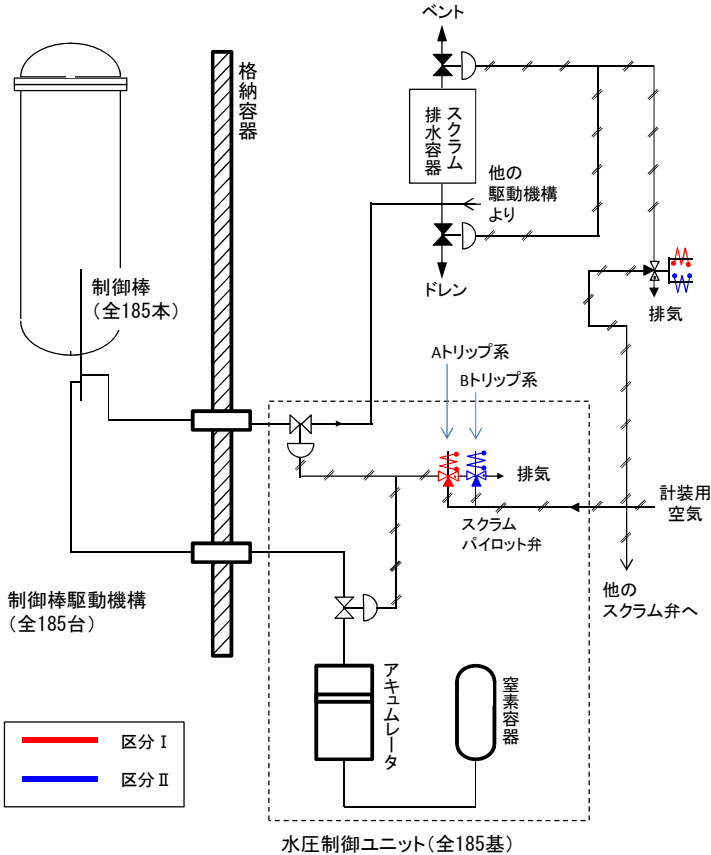 ベント
格納容器
スクラム
排水容器
他の
駆動機構
より
ドレン
制御棒
（全185本）
排気
Aトリップ系
Bトリップ系
排気
スクラム
パイロット弁
計装用
空気
他の
スクラム弁へ
制御棒駆動機構
（全185台）
アキュムレータ
窒素容器
区分Ⅰ
区分Ⅱ
水圧制御ユニット（全185基）